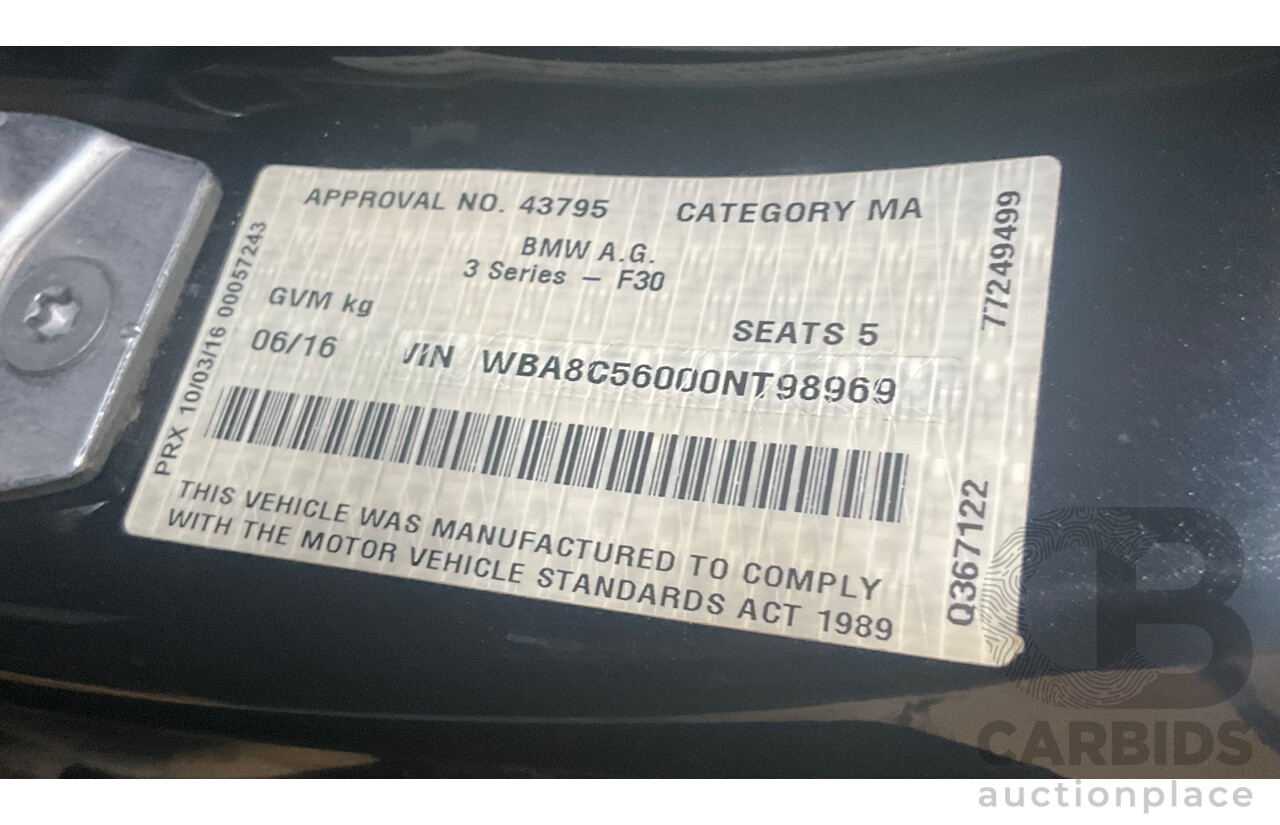 APPROVAL NO. 43795 CATEGORY MA
BMW A.G.
3 Series – F30
GVM kg
SEATS 5
06/16 VIN WBA8C56000NT98969
THIS VEHICLE WAS MANUFACTURED TO COMPLY
WITH THE MOTOR VEHICLE STANDARDS ACT 1989
PRX 10/03/16 00057243
77249499
Q367122
CB
CARBIDS
auctionplace